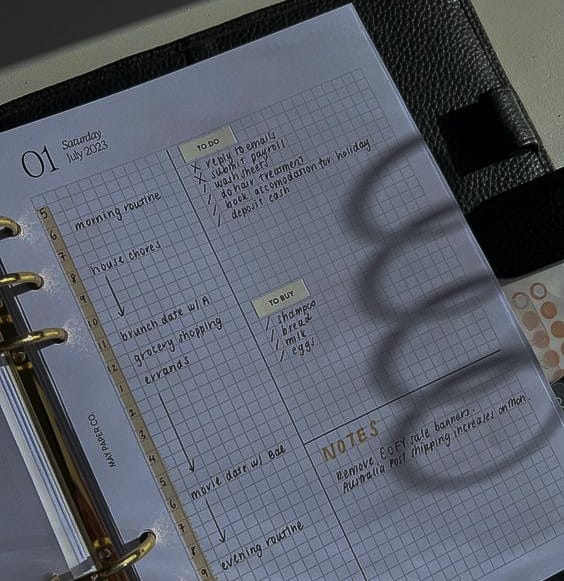 01
Saturday
July 2023
5
6
morning routine
7
8
house chores
9
10
brunch date w/ A
11
grocery shopping
12
errands
1
2
3
4
5
movie date w/ Bae
6
7
8
evening routine
9
TO DO
x reply to emails
x submit payroll
/ wash sheets
/ do hair treatment
/ book accomodation for holiday
/ deposit cash
TO BUY
/ shampoo
/ bread
/ milk
/ eggs
NOTES
Remove EOFY sale banners.
Australia Post shipping increases on Mon.
MAY PAPER CO.